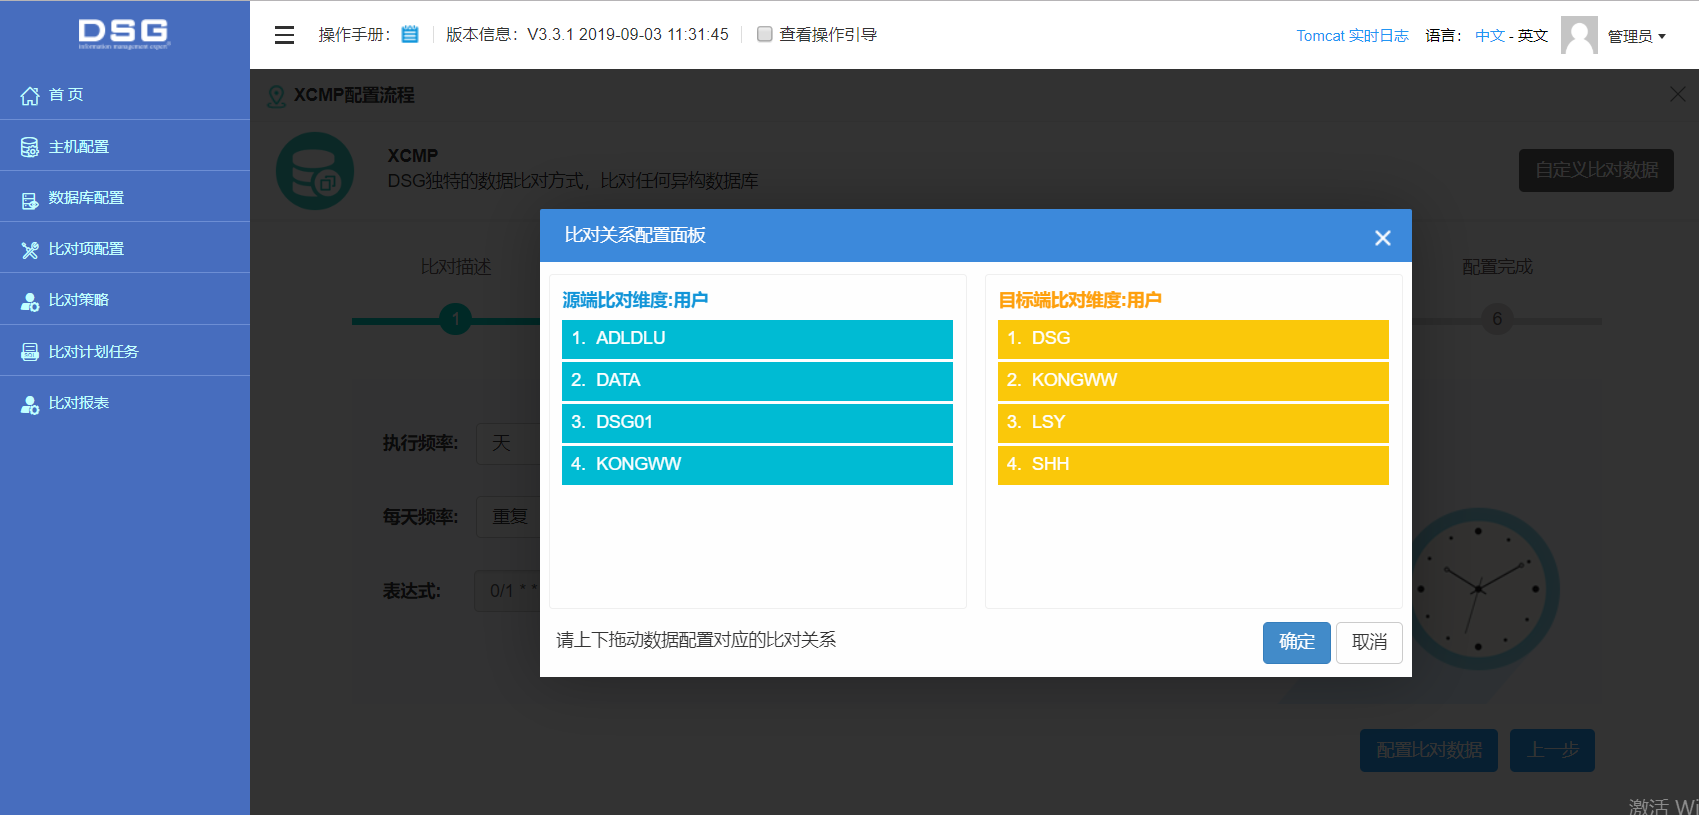 DSG
Information management expert
首 页
主机配置
数据库配置
比对项配置
比对策略
比对计划任务
比对报表
操作手册： 版本信息：V3.3.1 2019-09-03 11:31:45 查看操作引导
Tomcat 实时日志 语言： 中文 - 英文 管理员
XCMP配置流程
XCMP
DSG独特的数据比对方式，比对任何异构数据库
自定义比对数据
比对描述
1
配置完成
6
执行频率: 天
每天频率: 重复
表达式: 0/1 * *
比对关系配置面板
源端比对维度:用户
1. ADLDLU
2. DATA
3. DSG01
4. KONGWW
目标端比对维度:用户
1. DSG
2. KONGWW
3. LSY
4. SHH
请上下拖动数据配置对应的比对关系
确定 取消
配置比对数据 上一步
激活 Wi